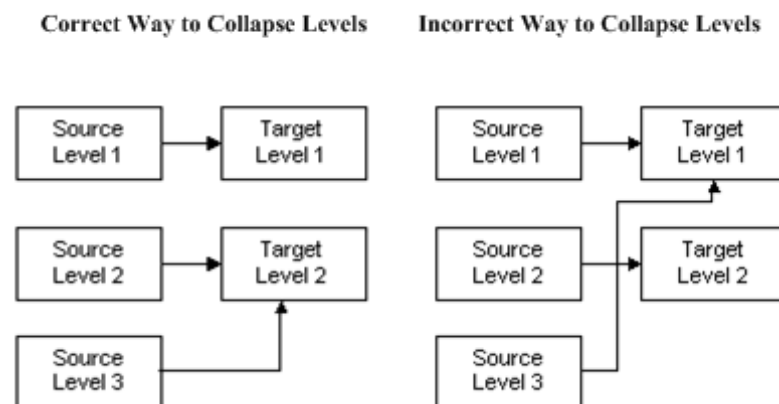 Correct Way to Collapse Levels
Incorrect Way to Collapse Levels
Source
Level 1
Target
Level 1
Source
Level 2
Target
Level 2
Source
Level 3
Source
Level 1
Target
Level 1
Source
Level 2
Target
Level 2
Source
Level 3